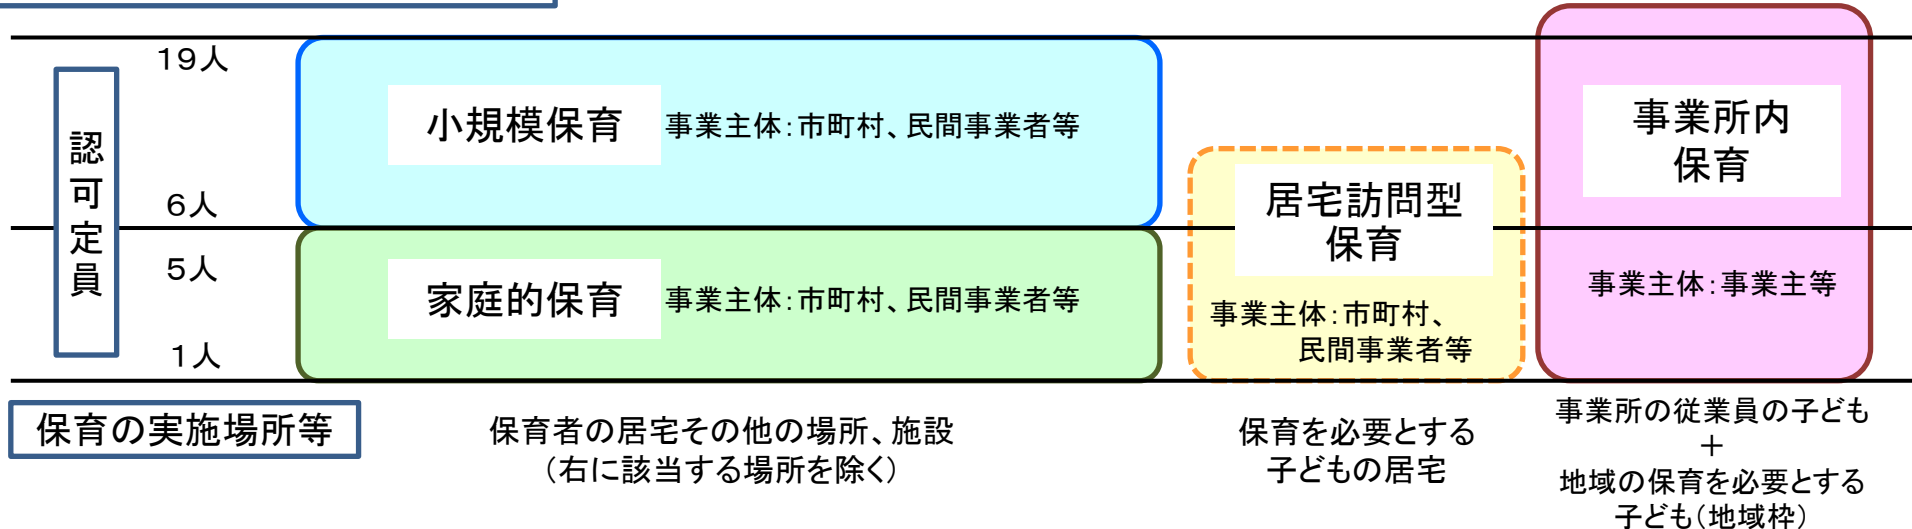 認可定員
19人
6人
5人
1人
小規模保育
事業主体：市町村、民間事業者等
家庭的保育
事業主体：市町村、民間事業者等
居宅訪問型
保育
事業主体：市町村、
民間事業者等
事業所内
保育
事業主体：事業主等
保育の実施場所等
保育者の居宅その他の場所、施設
（右に該当する場所を除く）
保育を必要とする
子どもの居宅
事業所の従業員の子ども
＋
地域の保育を必要とする
子ども（地域枠）